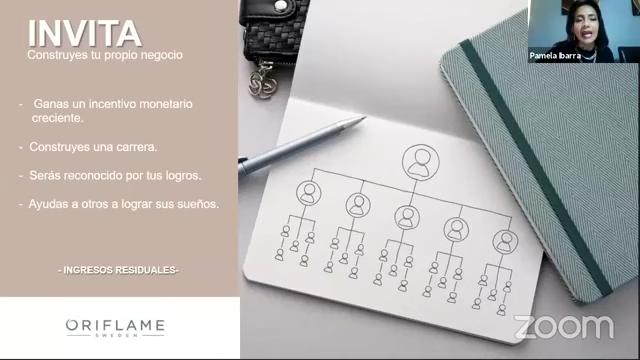 INVITA
Construyes tu propio negocio
- Ganas un incentivo monetario
creciente.
- Construyes una carrera.
- Serás reconocido por tus logros.
- Ayudas a otros a lograr sus sueños.
- INGRESOS RESIDUALES-
ORIFLAME
SWEDEN
Pamela Ibarra
zoom